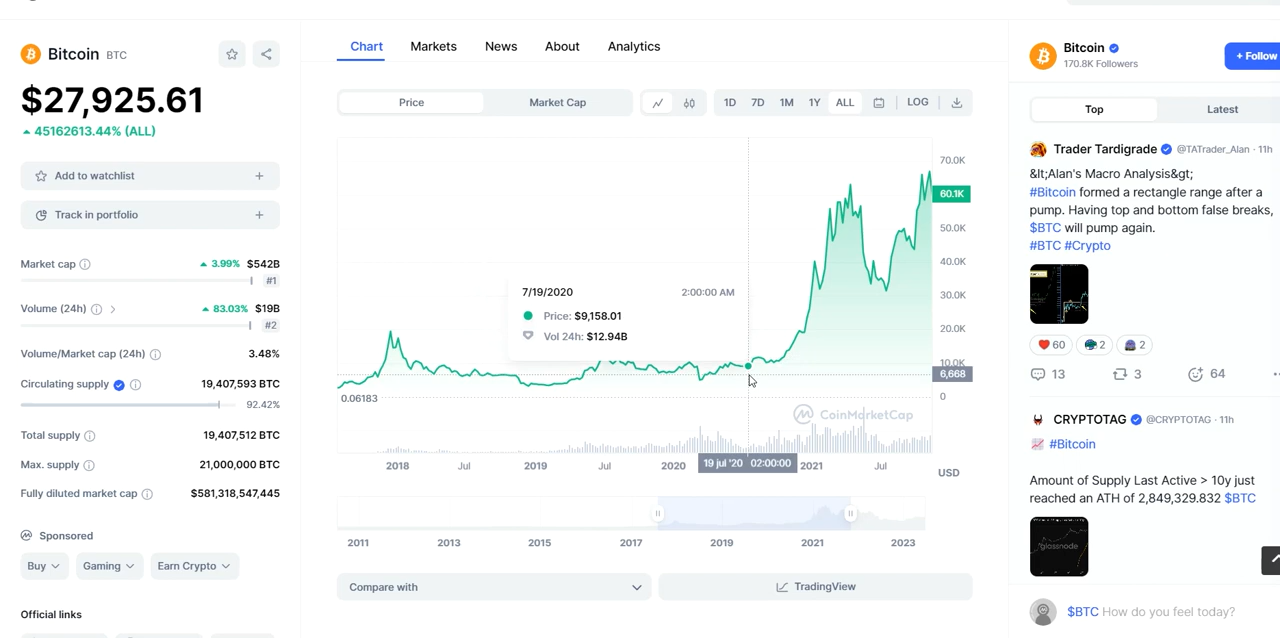 Bitcoin BTC
$27,925.61
45162613.44% (ALL)
Add to watchlist
Track in portfolio
Market cap 3.99% $542B
#1
Volume (24h) 83.03% $19B
#2
Volume/Market cap (24h) 3.48%
Circulating supply 19,407,593 BTC
92.42%
Total supply 19,407,512 BTC
Max. supply 21,000,000 BTC
Fully diluted market cap $581,318,547,445
Sponsored
Buy Gaming Earn Crypto
Official links
Chart Markets News About Analytics
Price Market Cap 1D 7D 1M 1Y ALL LOG
70.0K
60.1K
50.0K
40.0K
30.0K
20.0K
10.0K
6,668
0
7/19/2020 2:00:00 AM
Price: $9,158.01
Vol 24h: $12.94B
0.06183
CoinMarketCap
2018 Jul 2019 Jul 2020 19 jul '20 02:00:00 2021 Jul
USD
2011 2013 2015 2017 2019 2021 2023
Compare with TradingView
Bitcoin
170.8K Followers
+ Follow
Top Latest
Trader Tardigrade @TATrader_Alan · 11h
&lt;Alan's Macro Analysis&gt;
#Bitcoin formed a rectangle range after a
pump. Having top and bottom false breaks,
$BTC will pump again.
#BTC #Crypto
60 2 2
13 3 64
CRYPTOTAG @CRYPTOTAG · 11h
#Bitcoin
Amount of Supply Last Active > 10y just
reached an ATH of 2,849,329.832 $BTC
glassnode
$BTC How do you feel today?